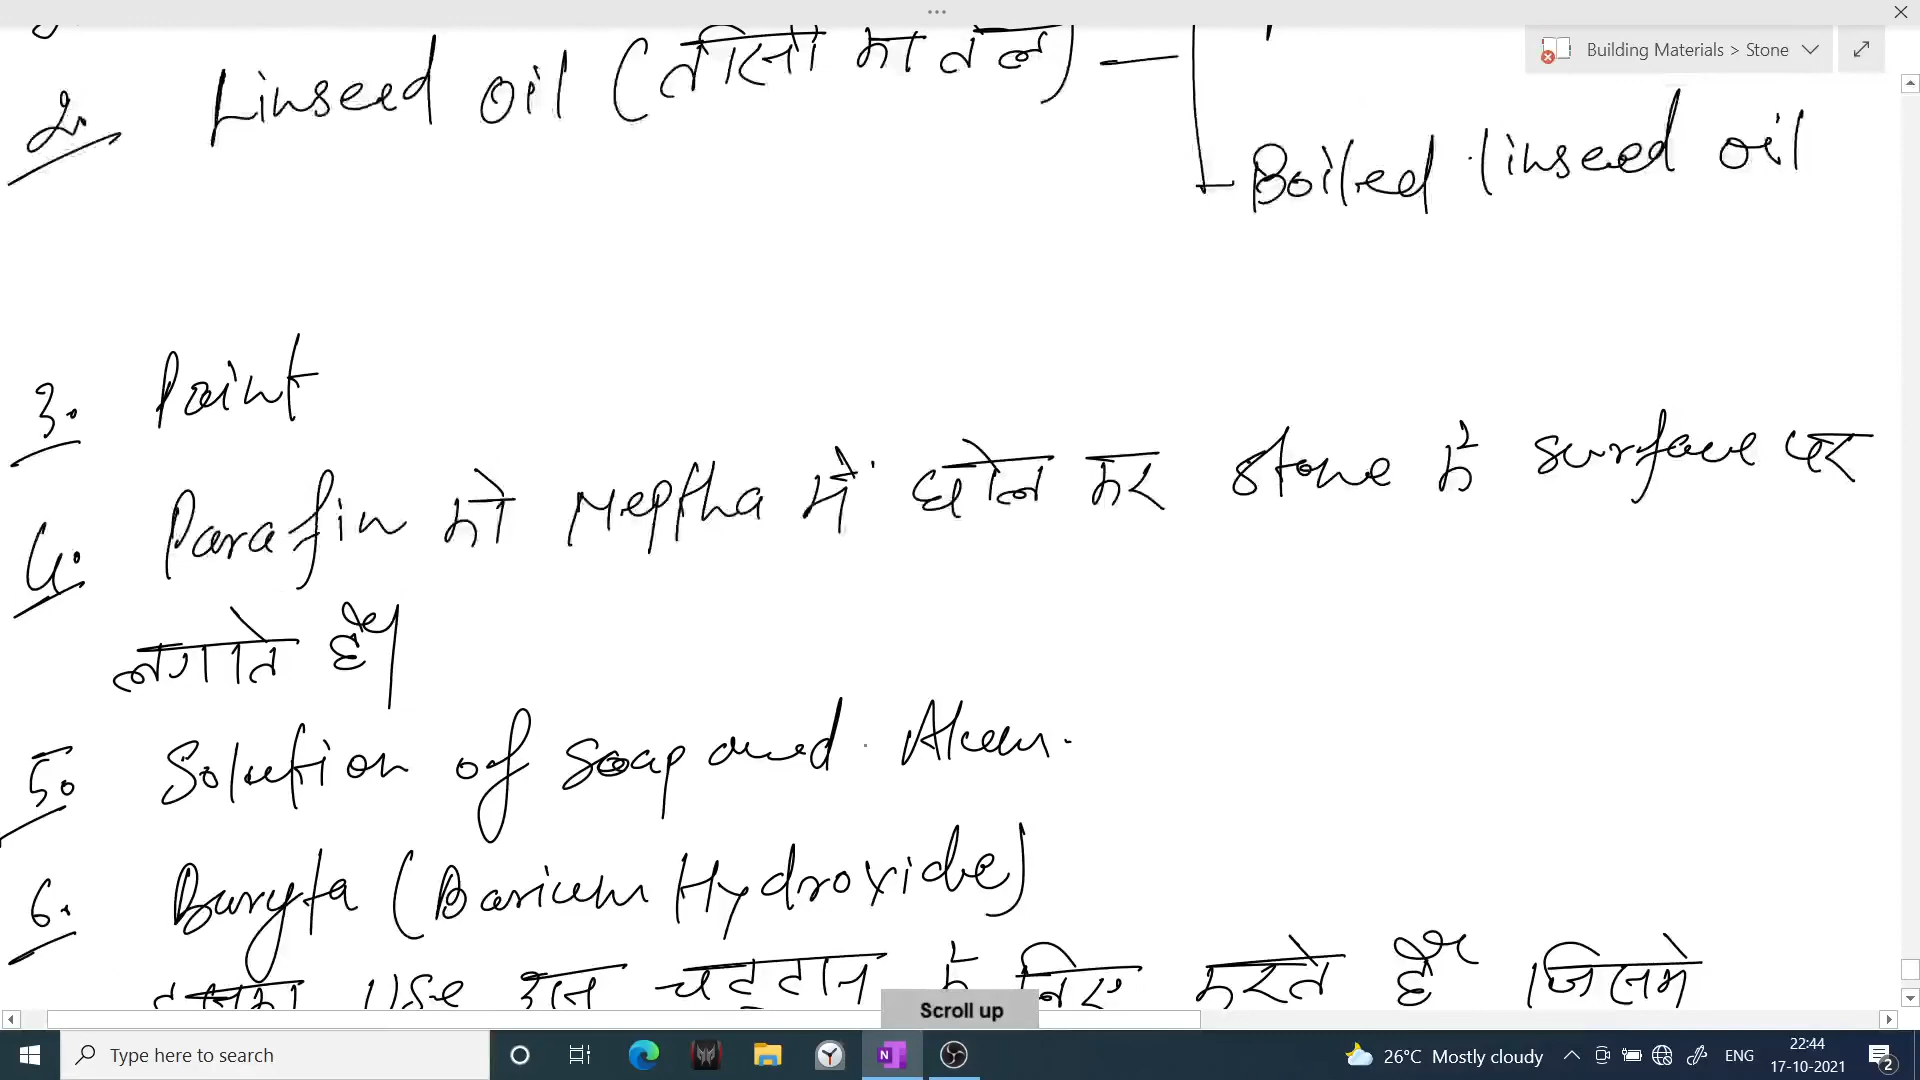 Building Materials > Stone
2. Linseed oil (तीसी का तेल) —
Boiled linseed oil
3. Paint
4. Parafin को Neptha में घोल कर stone के surface पर
लगाते हैं।
5. Solution of Soap and Alum.
6. Baryta (Barium Hydroxide)
इसका use उन चट्टान के लिए करते हैं जिसमे
Scroll up
Type here to search
26°C Mostly cloudy
ENG
22:44
17-10-2021
2